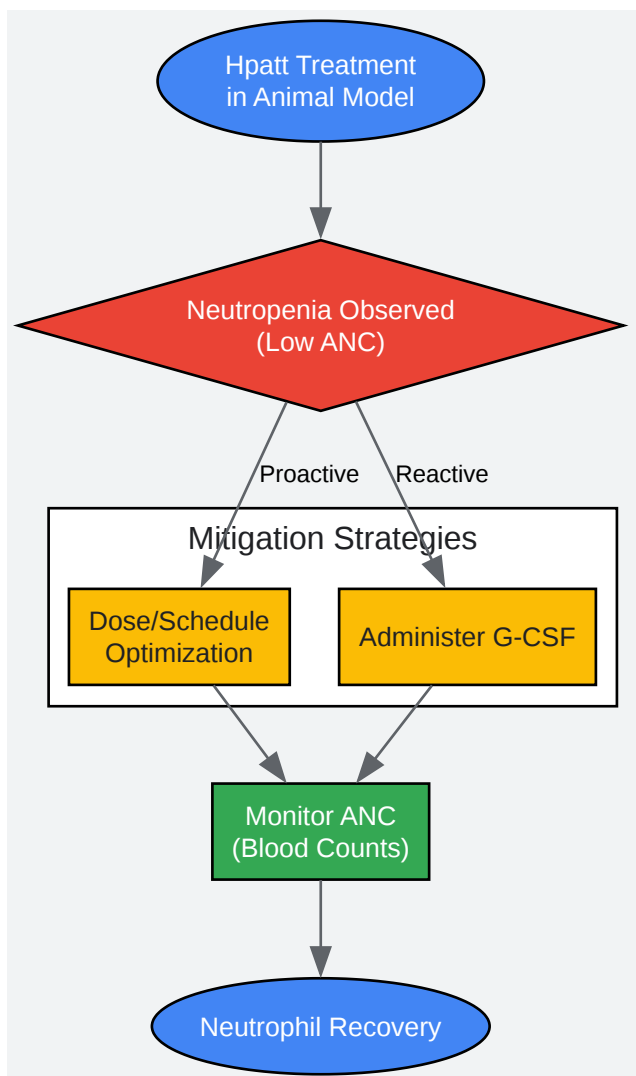 Hpatt Treatment
in Animal Model
Neutropenia Observed
(Low ANC)
Proactive
Reactive
Mitigation Strategies
Dose/Schedule
Optimization
Administer G-CSF
Monitor ANC
(Blood Counts)
Neutrophil Recovery